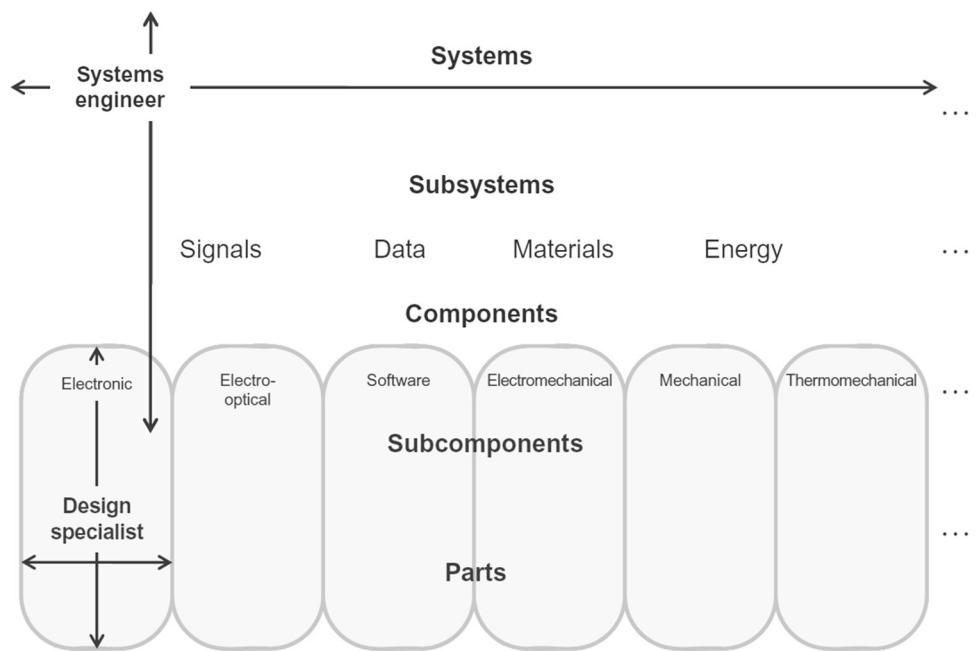 Systems
Systems
engineer
...
Subsystems
Signals Data Materials Energy ...
Components
Electronic
Electro-
optical
Software
Electromechanical
Mechanical
Thermomechanical
...
Subcomponents
Design
specialist
...
Parts